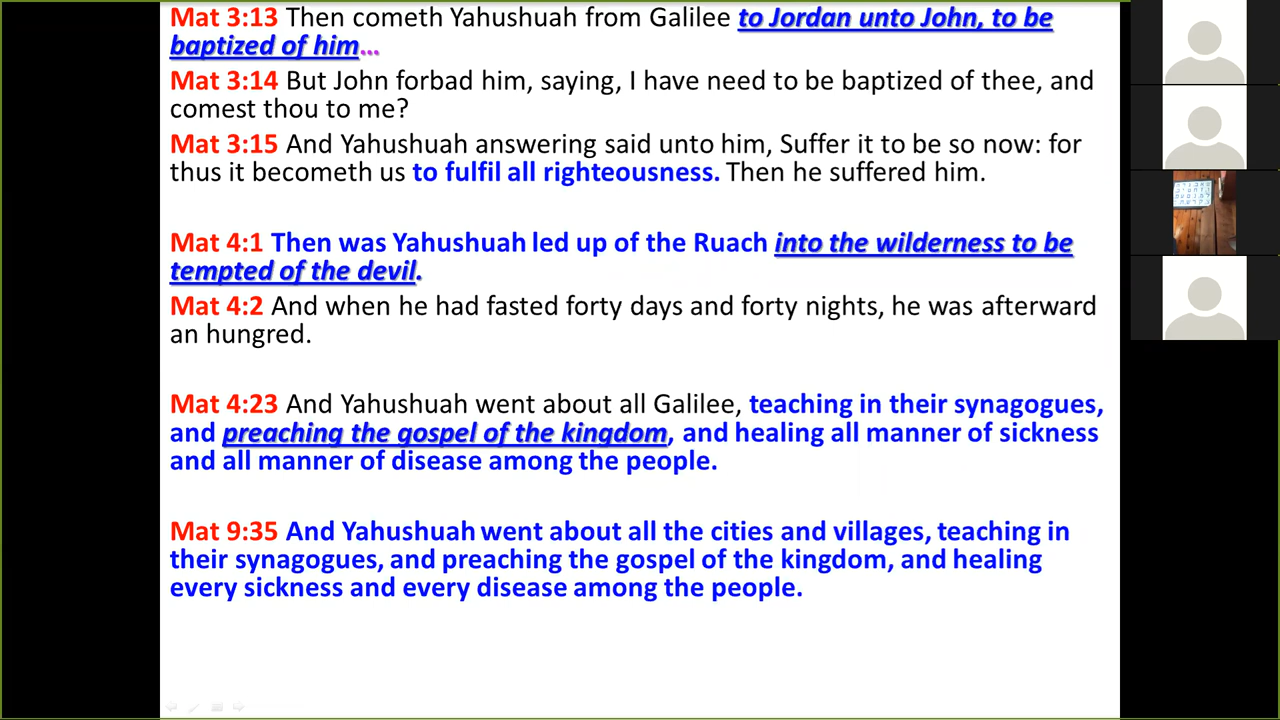 Mat 3:13 Then cometh Yahushuah from Galilee to Jordan unto John, to be
baptized of him...
Mat 3:14 But John forbad him, saying, I have need to be baptized of thee, and
comest thou to me?
Mat 3:15 And Yahushuah answering said unto him, Suffer it to be so now: for
thus it becometh us to fulfil all righteousness. Then he suffered him.
Mat 4:1 Then was Yahushuah led up of the Ruach into the wilderness to be
tempted of the devil.
Mat 4:2 And when he had fasted forty days and forty nights, he was afterward
an hungred.
Mat 4:23 And Yahushuah went about all Galilee, teaching in their synagogues,
and preaching the gospel of the kingdom, and healing all manner of sickness
and all manner of disease among the people.
Mat 9:35 And Yahushuah went about all the cities and villages, teaching in
their synagogues, and preaching the gospel of the kingdom, and healing
every sickness and every disease among the people.